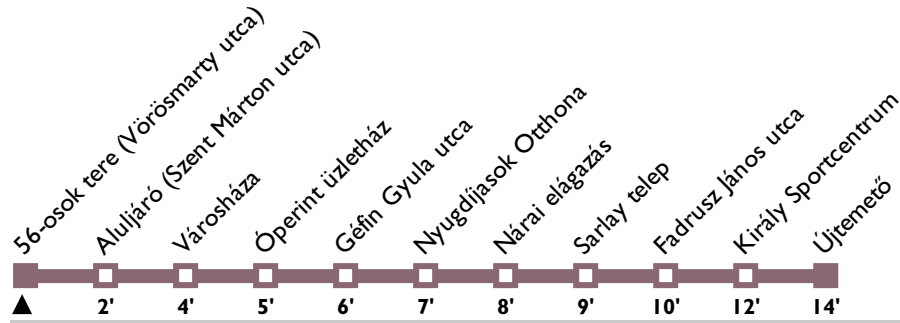 56-osok tere (Vörösmarty utca)
Aluljáró (Szent Márton utca)
Városháza
Óperint üzletház
Géfin Gyula utca
Nyugdíjasok Otthona
Nárai elágazás
Sarlay telep
Fadrusz János utca
Király Sportcentrum
Újtemető
2' 4' 5' 6' 7' 8' 9' 10' 12' 14'